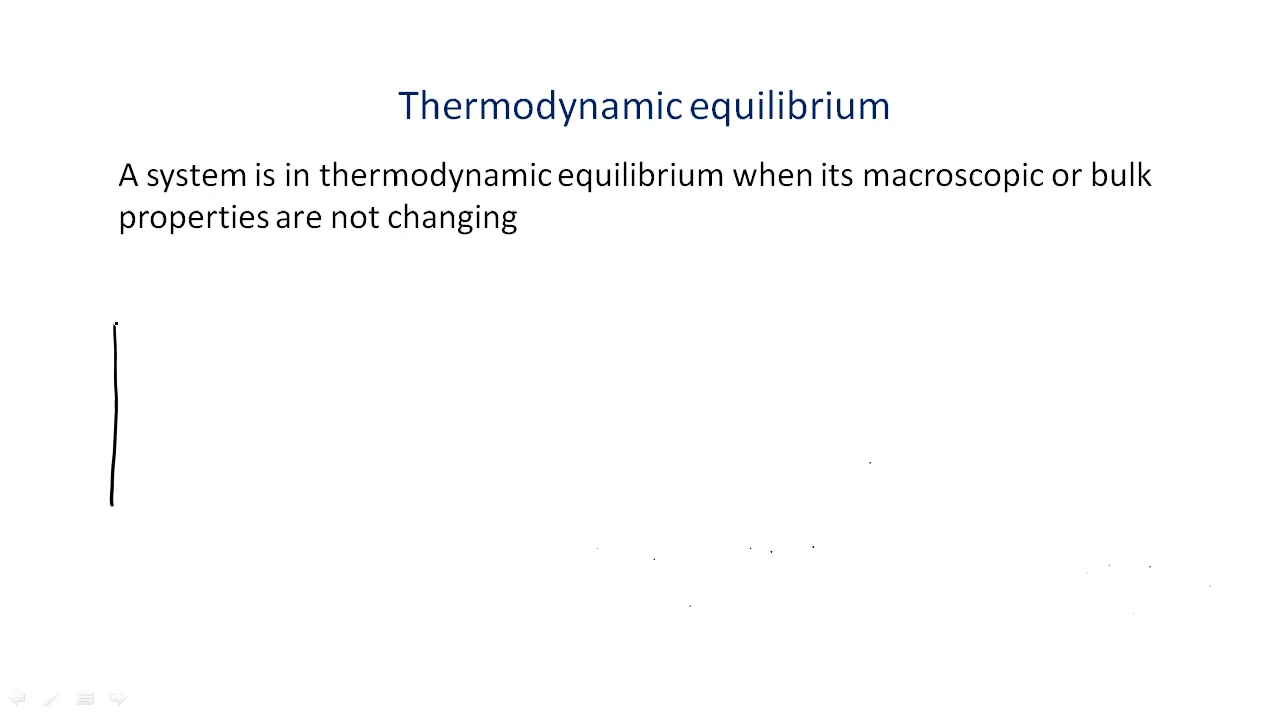 Thermodynamic equilibrium
A system is in thermodynamic equilibrium when its macroscopic or bulk
properties are not changing